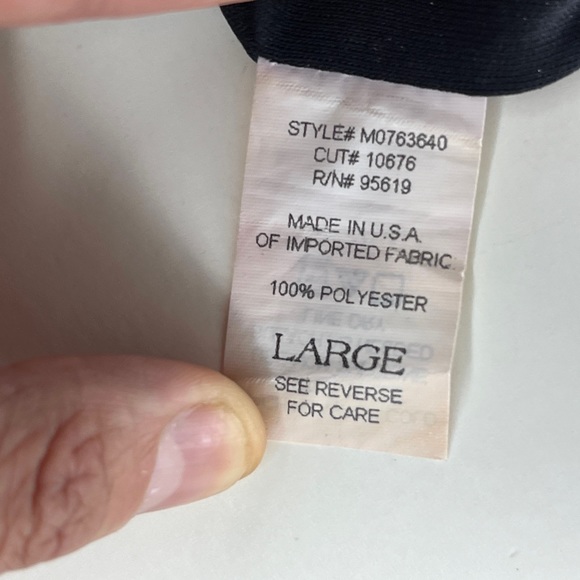 STYLE# M0763640
CUT# 10676
R/N# 95619
MADE IN U.S.A.
OF IMPORTED FABRIC
100% POLYESTER
LARGE
SEE REVERSE
FOR CARE